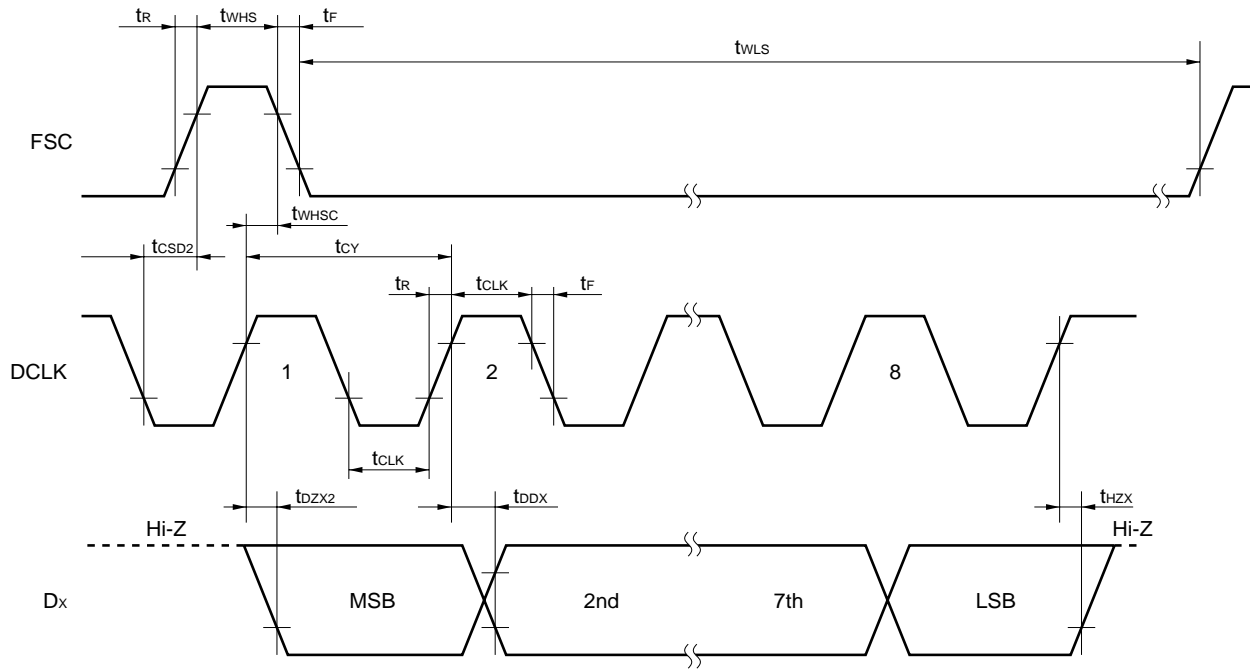 tR tWHS tF
tWLS
FSC
tWHSC
tCSD2 tCY
tR tCLK tF
DCLK 1 2 8
tCLK
tDZX2 tDDX tHZX
Hi-Z Hi-Z
DX MSB 2nd 7th LSB